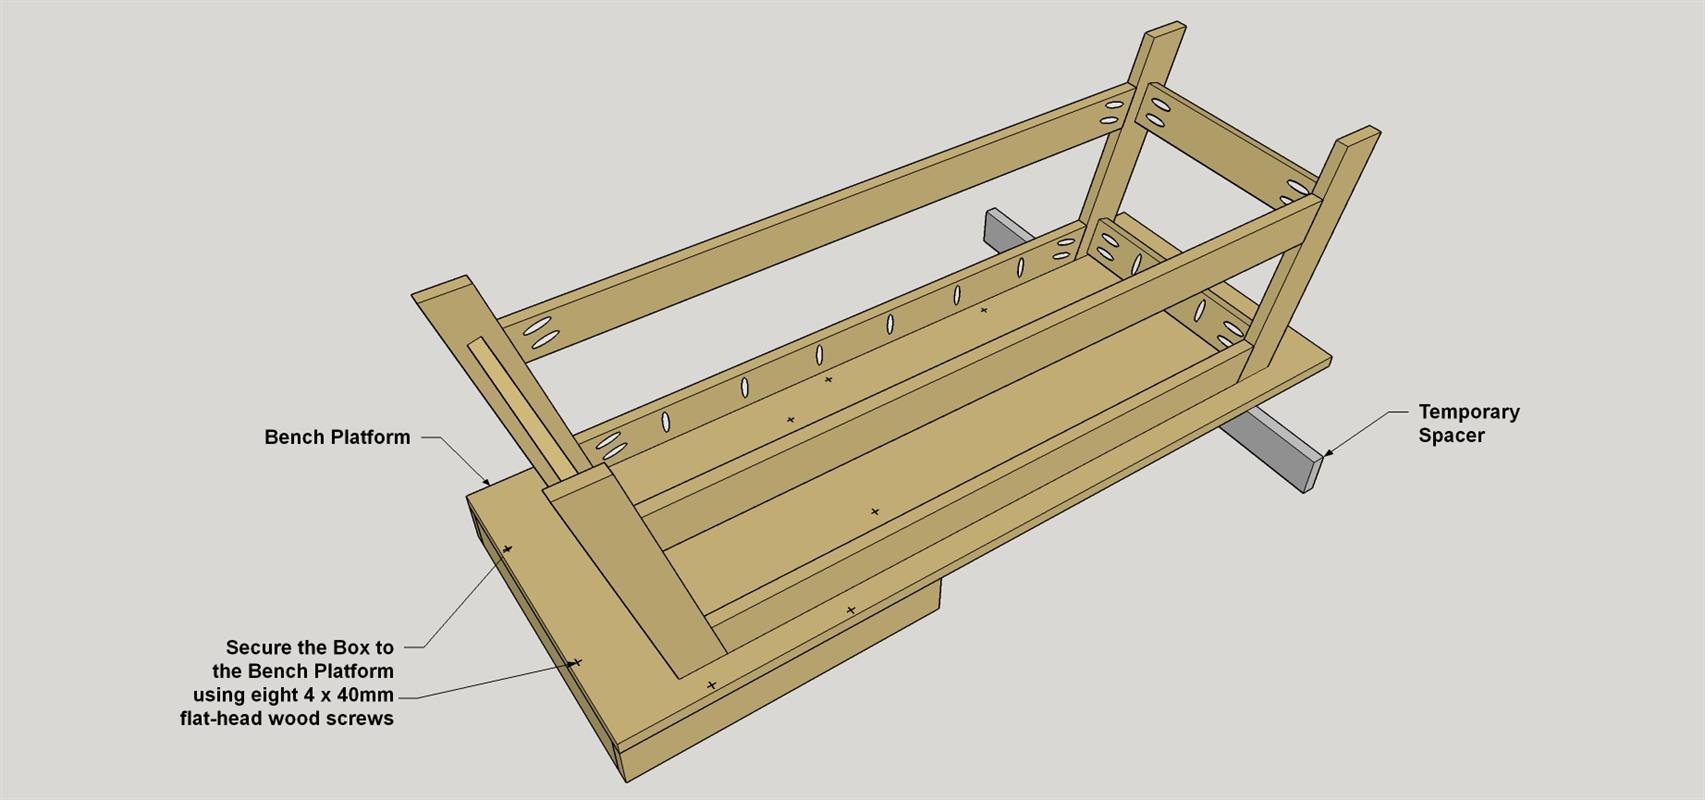 Bench Platform
Temporary
Spacer
Secure the Box to
the Bench Platform
using eight 4 x 40mm
flat-head wood screws